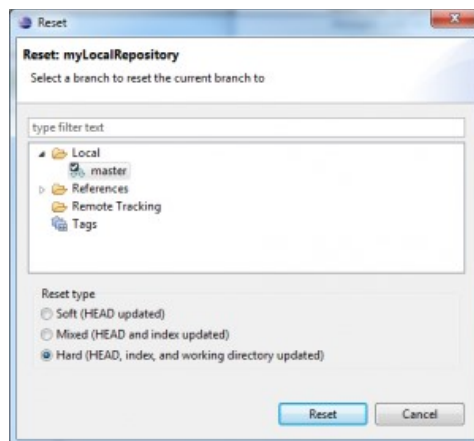 Reset
Reset: myLocalRepository
Select a branch to reset the current branch to
type filter text
Local
master
References
Remote Tracking
Tags
Reset type
Soft (HEAD updated)
Mixed (HEAD and index updated)
Hard (HEAD, index, and working directory updated)
Reset Cancel